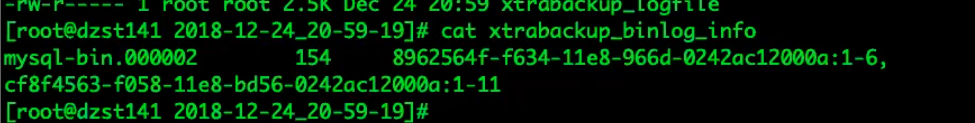 -rw-r----- 1 root root 2.5K Dec 24 20:59 xtrabackup_logfile
[root@dzst141 2018-12-24_20-59-19]# cat xtrabackup_binlog_info
mysql-bin.000002 154 8962564f-f634-11e8-966d-0242ac12000a:1-6,
cf8f4563-f058-11e8-bd56-0242ac12000a:1-11
[root@dzst141 2018-12-24_20-59-19]#